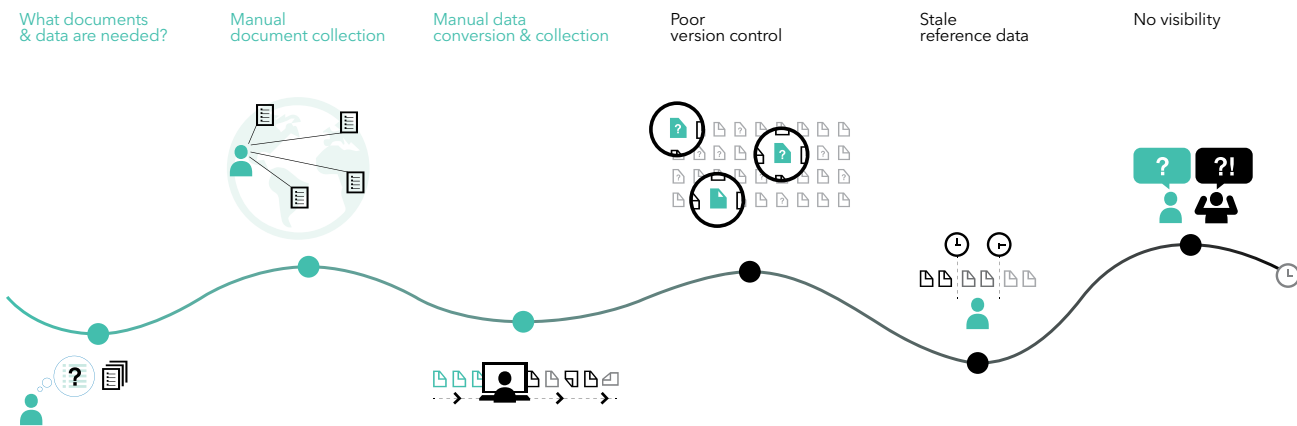 What documents
& data are needed?
Manual
document collection
Manual data
conversion & collection
Poor
version control
Stale
reference data
No visibility
?
?
?
?
?!